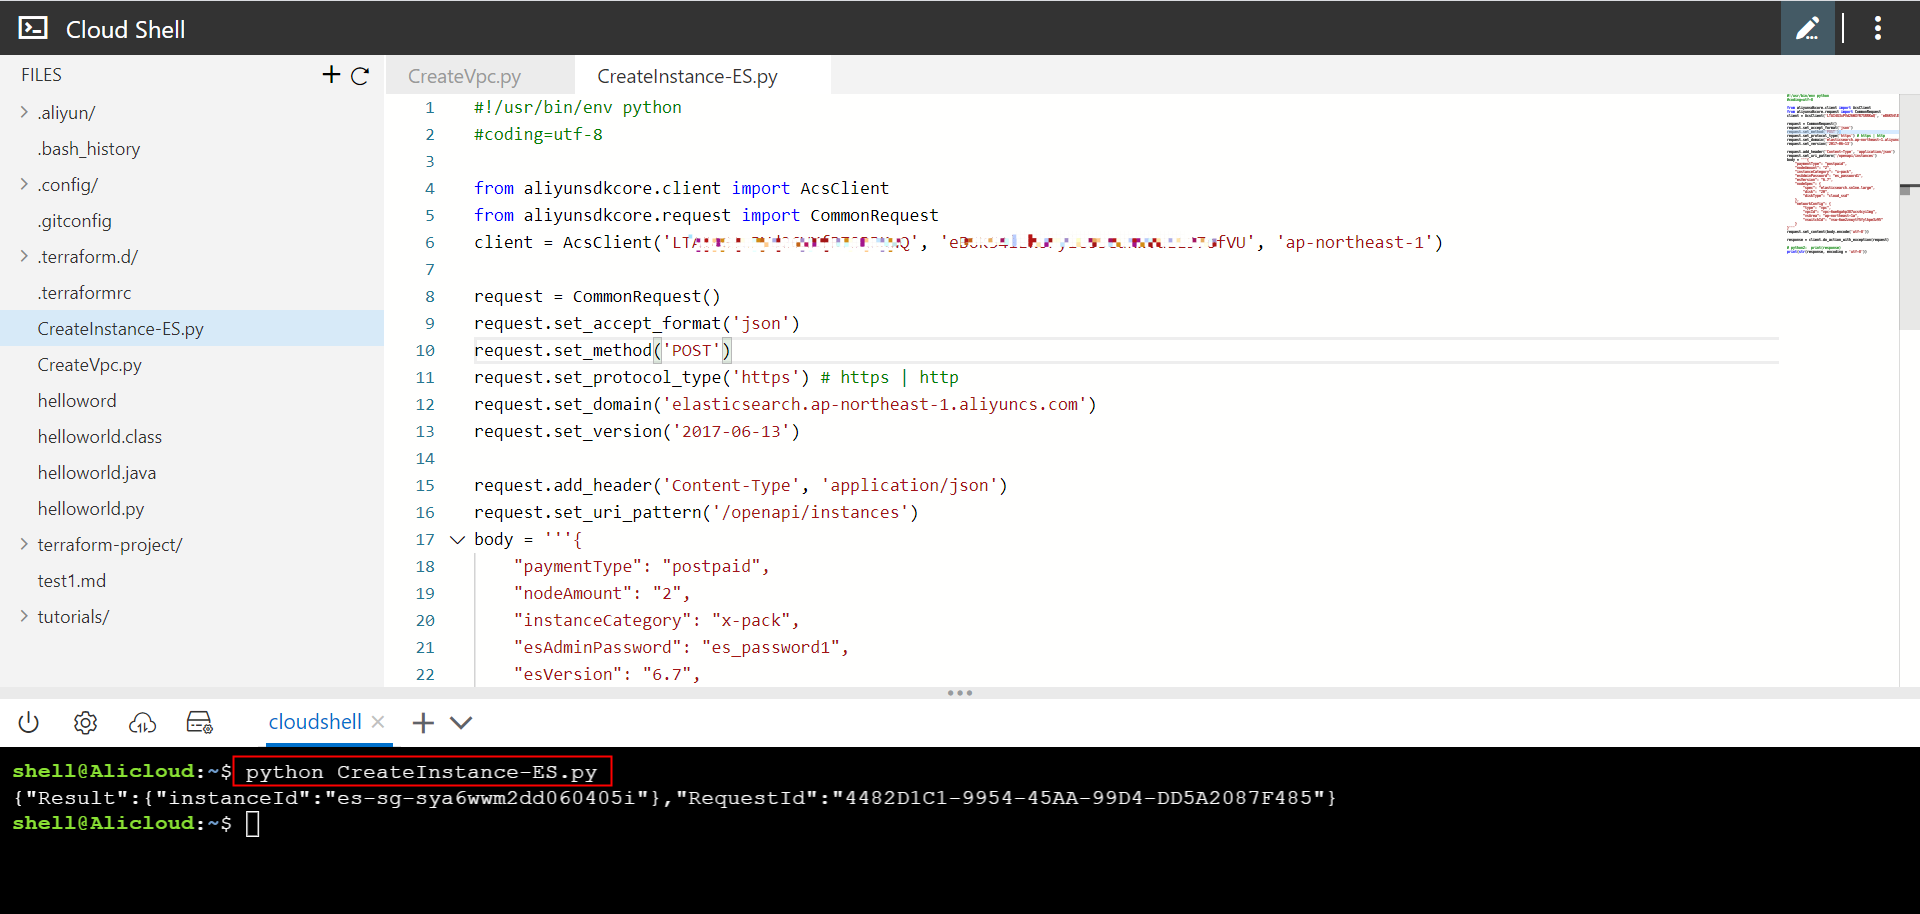 Cloud Shell
FILES
.aliyun/
.bash_history
.config/
.gitconfig
.terraform.d/
.terraformrc
CreateInstance-ES.py
CreateVpc.py
helloword
helloworld.class
helloworld.java
helloworld.py
terraform-project/
test1.md
tutorials/
CreateVpc.py
CreateInstance-ES.py
1 #!/usr/bin/env python
2 #coding=utf-8
3
4 from aliyunsdkcore.client import AcsClient
5 from aliyunsdkcore.request import CommonRequest
6 client = AcsClient(' ', ' ', 'ap-northeast-1')
7
8 request = CommonRequest()
9 request.set_accept_format('json')
10 request.set_method('POST')
11 request.set_protocol_type('https') # https | http
12 request.set_domain('elasticsearch.ap-northeast-1.aliyuncs.com')
13 request.set_version('2017-06-13')
14
15 request.add_header('Content-Type', 'application/json')
16 request.set_uri_pattern('/openapi/instances')
17 body = '''{
18 "paymentType": "postpaid",
19 "nodeAmount": "2",
20 "instanceCategory": "x-pack",
21 "esAdminPassword": "es_password1",
22 "esVersion": "6.7",
cloudshell
shell@Alicloud:~$ python CreateInstance-ES.py
{"Result":{"instanceId":"es-sg-sya6wwm2dd060405i"},"RequestId":"4482D1C1-9954-45AA-99D4-DD5A2087F485"}
shell@Alicloud:~$